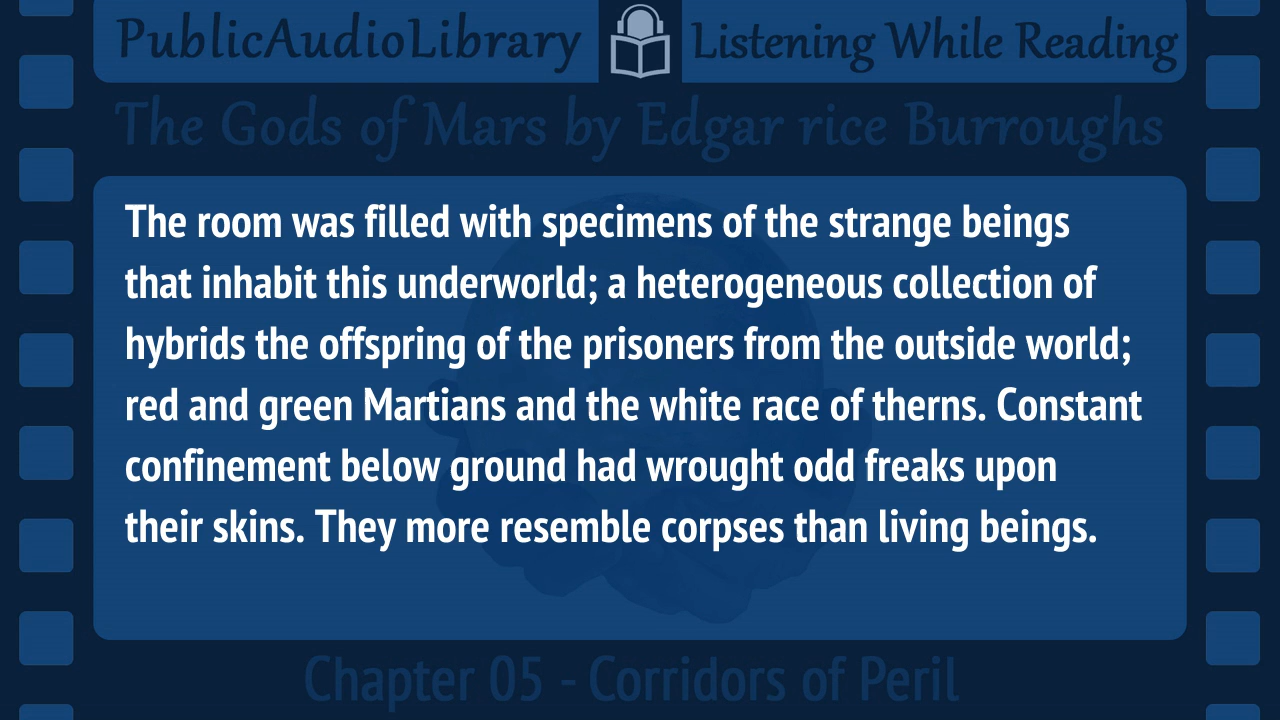 PublicAudioLibrary Listening While Reading
The Gods of Mars by Edgar rice Burroughs
The room was filled with specimens of the strange beings
that inhabit this underworld; a heterogeneous collection of
hybrids the offspring of the prisoners from the outside world;
red and green Martians and the white race of therns. Constant
confinement below ground had wrought odd freaks upon
their skins. They more resemble corpses than living beings.
Chapter 05 - Corridors of Peril